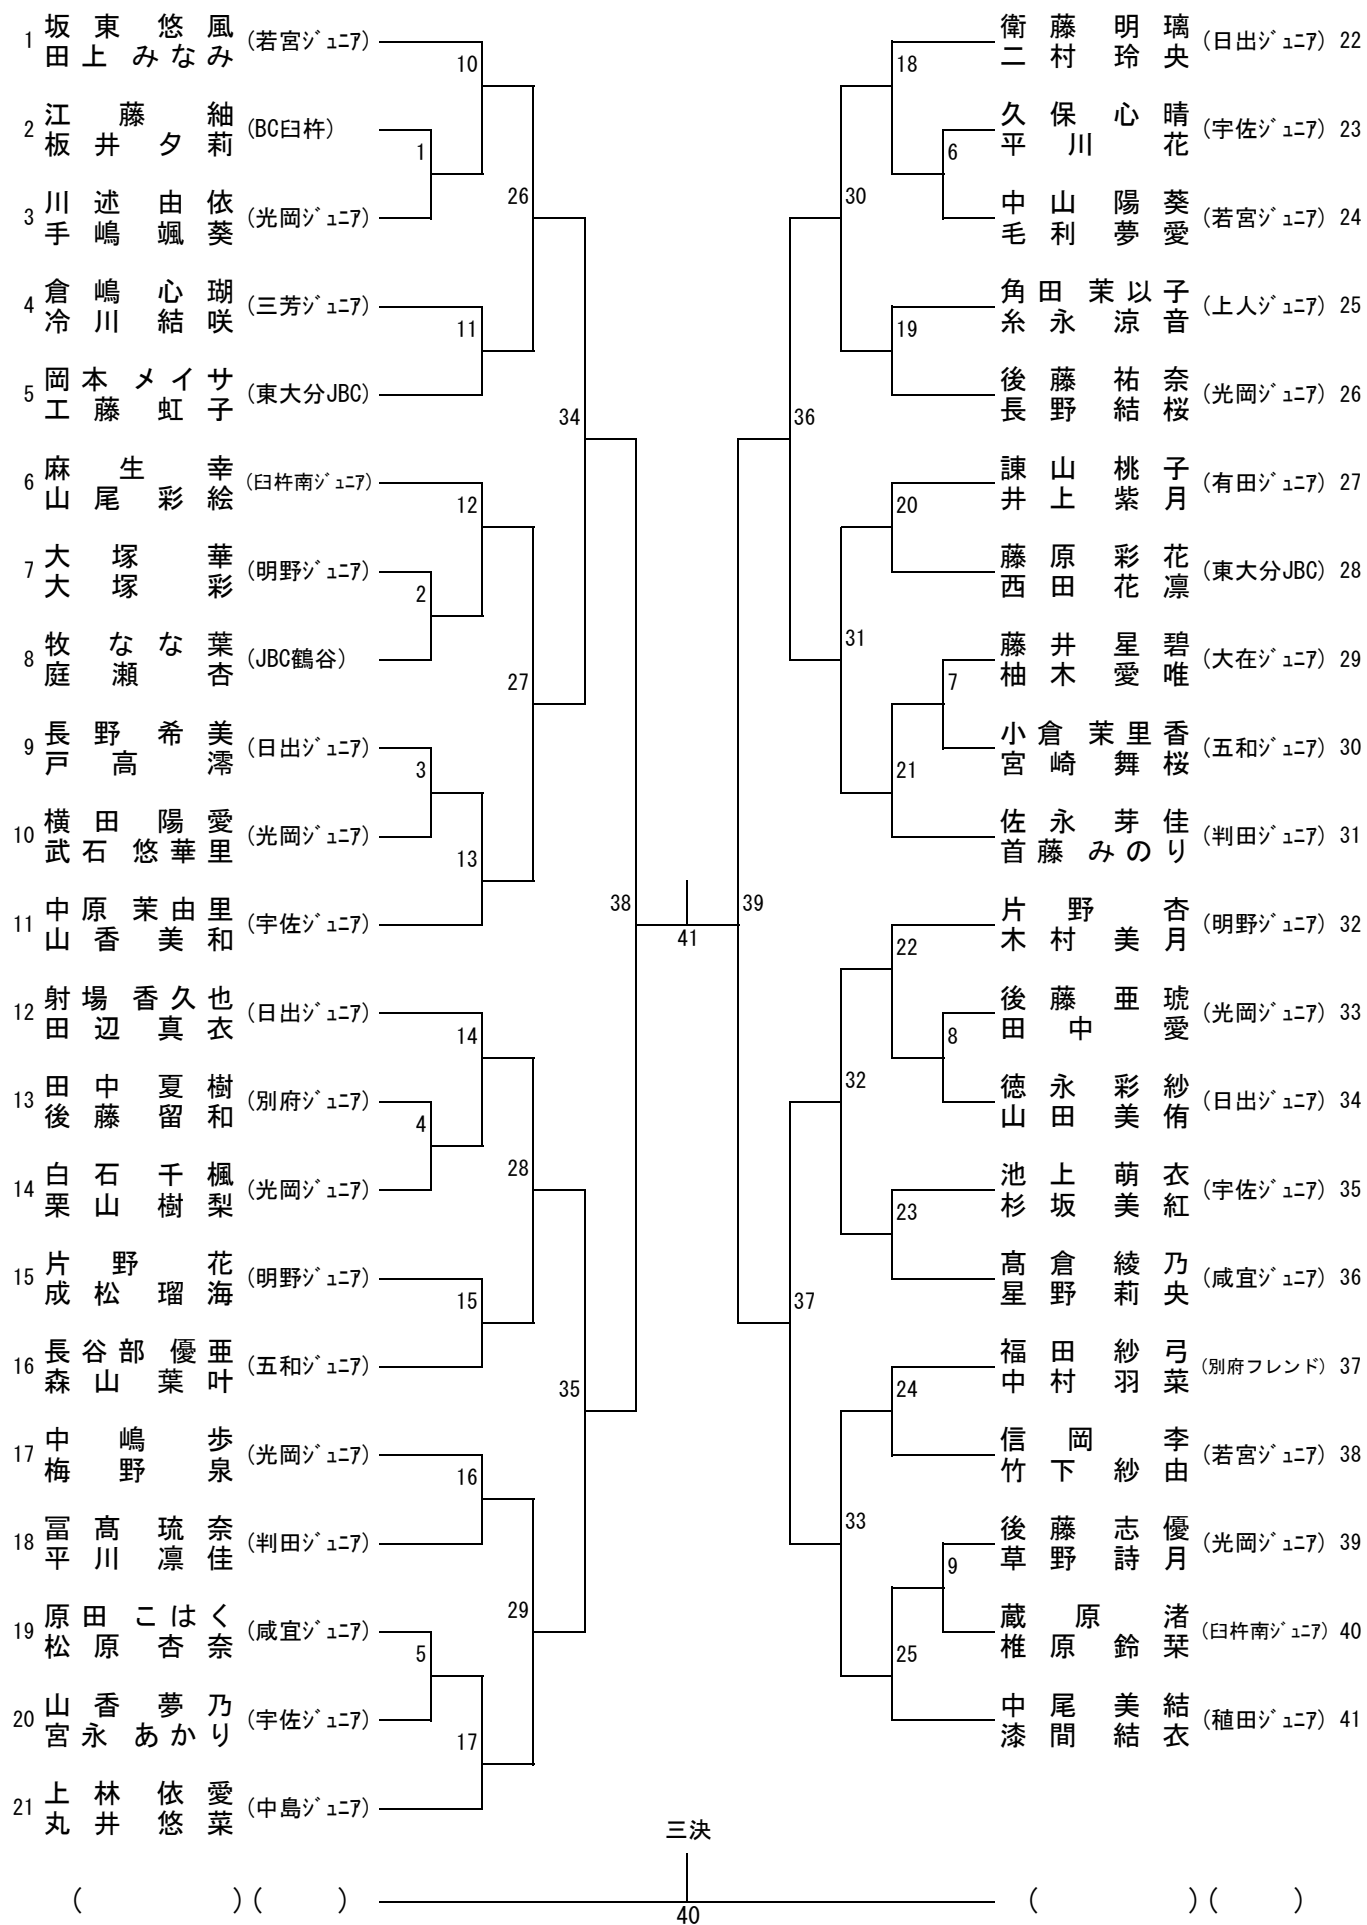 1 坂東 悠風 (若宮ジュニア)
田上 みなみ
2 江藤 紬 (BC臼杵)
板井 夕莉
3 川述 由依 (光岡ジュニア)
手嶋 颯葵
4 倉嶋 心瑚 (三芳ジュニア)
冷川 結咲
5 岡本 メイサ (東大分JBC)
工藤 虹子
6 麻生 幸 (臼杵南ジュニア)
山尾 彩絵
7 大塚 華 (明野ジュニア)
大塚 彩
8 牧 なな葉 (JBC鶴谷)
庭瀬 杏
9 長野 希美 (日出ジュニア)
戸高 澪
10 横田 陽愛 (光岡ジュニア)
武石 悠華里
11 中原 茉由里 (宇佐ジュニア)
山香 美和
12 射場 香久也 (日出ジュニア)
田辺 真衣
13 田中 夏樹 (別府ジュニア)
後藤 留和
14 白石 千楓 (光岡ジュニア)
栗山 樹梨
15 片野 花 (明野ジュニア)
成松 瑠海
16 長谷部 優亜 (五和ジュニア)
森山 葉叶
17 中嶋 歩 (光岡ジュニア)
梅野 泉
18 冨髙 琉奈 (判田ジュニア)
平川 凛佳
19 原田 こはく (咸宜ジュニア)
松原 杏奈
20 山香 夢乃 (宇佐ジュニア)
宮永 あかり
21 上林 依愛 (中島ジュニア)
丸井 悠菜
10
1
26
11
34
12
2
27
3
13
38
14
4
28
15
35
16
29
5
17
41
衛藤 明璃 (日出ジュニア) 22
二村 玲央
久保 心晴 (宇佐ジュニア) 23
平川 花
中山 陽葵 (若宮ジュニア) 24
毛利 夢愛
角田 茉以子 (上人ジュニア) 25
糸永 涼音
後藤 祐奈 (光岡ジュニア) 26
長野 結桜
諌山 桃子 (有田ジュニア) 27
井上 紫月
藤原 彩花 (東大分JBC) 28
西田 花凛
藤井 星碧 (大在ジュニア) 29
柚木 愛唯
小倉 茉里香 (五和ジュニア) 30
宮崎 舞桜
佐永 芽佳 (判田ジュニア) 31
首藤 みのり
片野 杏 (明野ジュニア) 32
木村 美月
後藤 亜琥 (光岡ジュニア) 33
田中 愛
徳永 彩紗 (日出ジュニア) 34
山田 美侑
池上 萌衣 (宇佐ジュニア) 35
杉坂 美紅
髙倉 綾乃 (咸宜ジュニア) 36
星野 莉央
福田 紗弓 (別府フレンド) 37
中村 羽菜
信岡 李 (若宮ジュニア) 38
竹下 紗由
後藤 志優 (光岡ジュニア) 39
草野 詩月
蔵原 渚 (臼杵南ジュニア) 40
椎原 鈴栞
中尾 美結 (稙田ジュニア) 41
漆間 結衣
18
6
30
19
36
20
31
7
21
39
22
8
32
23
37
24
33
9
25
三決
( ) ( ) ( ) ( )
40